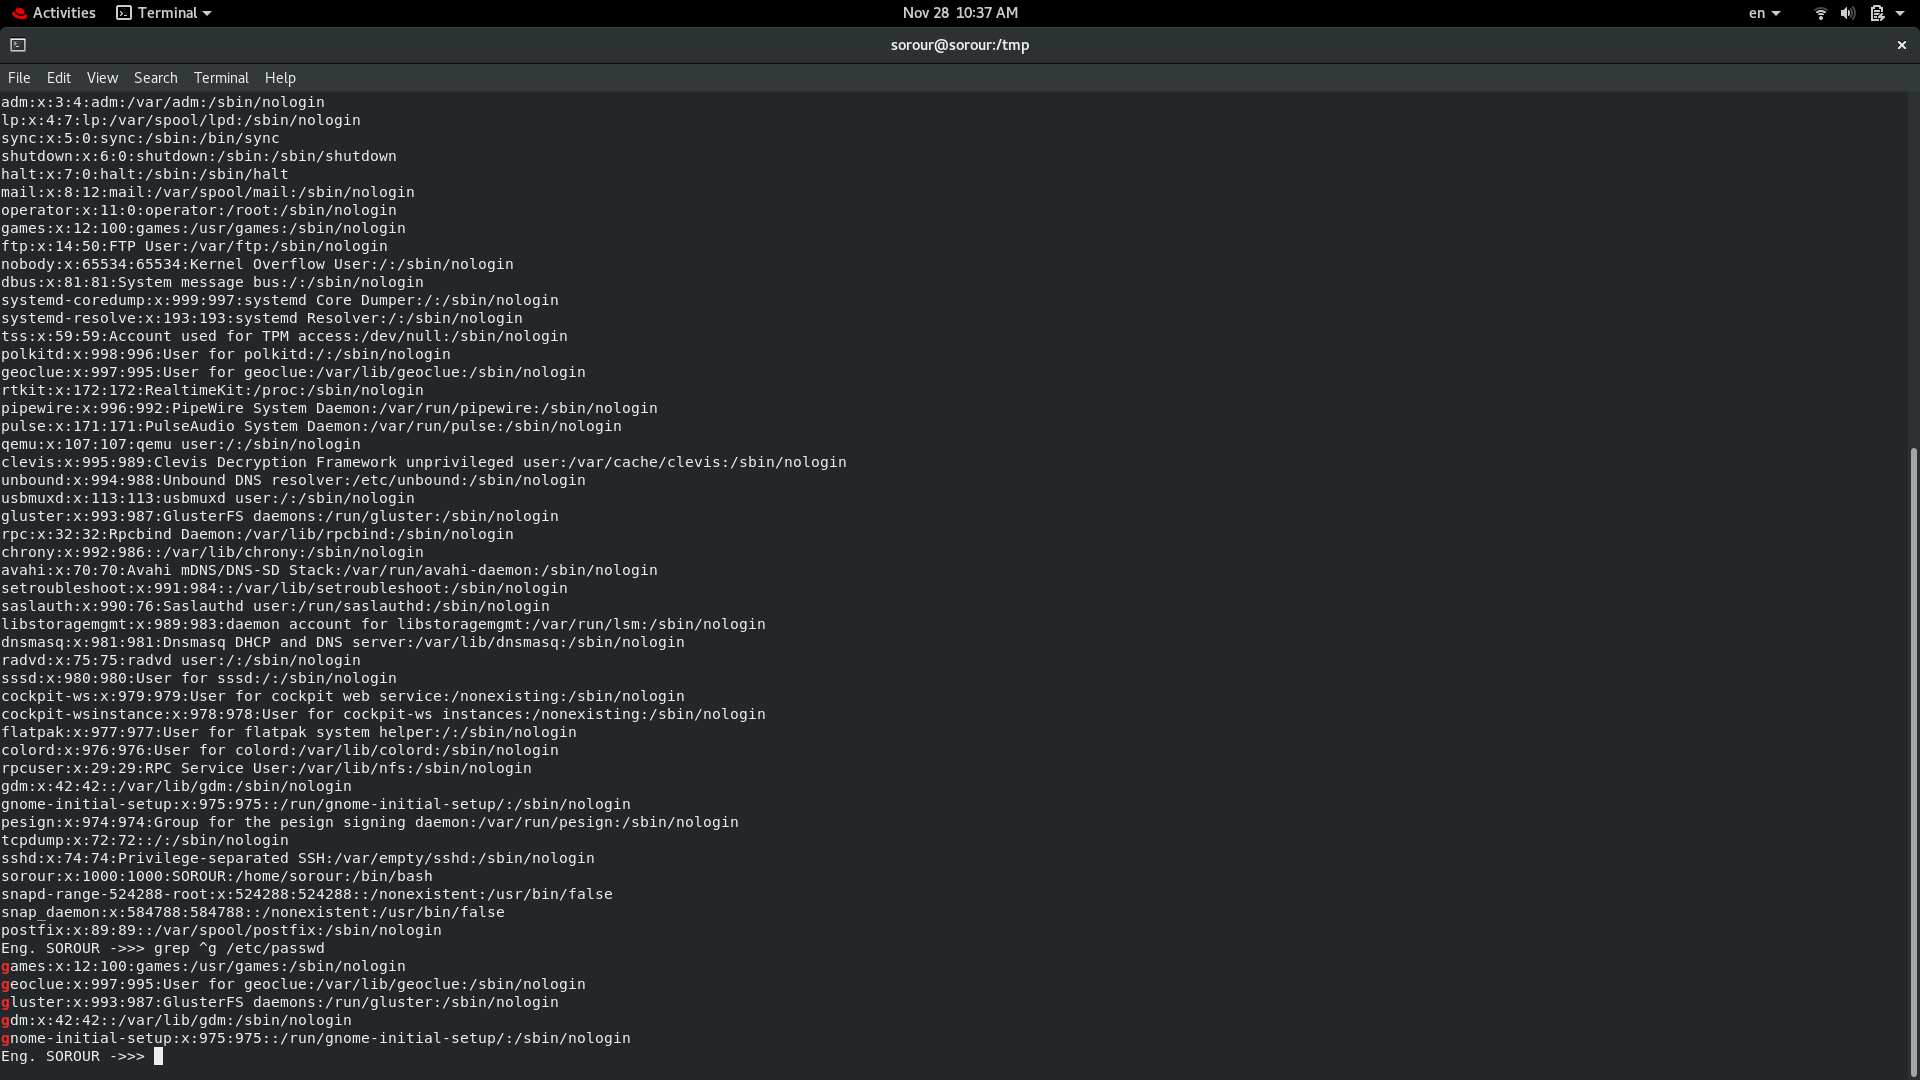 Activities Terminal Nov 28 10:37 AM en
sorour@sorour:/tmp
File Edit View Search Terminal Help
adm:x:3:4:adm:/var/adm:/sbin/nologin
lp:x:4:7:lp:/var/spool/lpd:/sbin/nologin
sync:x:5:0:sync:/sbin:/bin/sync
shutdown:x:6:0:shutdown:/sbin:/sbin/shutdown
halt:x:7:0:halt:/sbin:/sbin/halt
mail:x:8:12:mail:/var/spool/mail:/sbin/nologin
operator:x:11:0:operator:/root:/sbin/nologin
games:x:12:100:games:/usr/games:/sbin/nologin
ftp:x:14:50:FTP User:/var/ftp:/sbin/nologin
nobody:x:65534:65534:Kernel Overflow User:/:/sbin/nologin
dbus:x:81:81:System message bus:/:/sbin/nologin
systemd-coredump:x:999:997:systemd Core Dumper:/:/sbin/nologin
systemd-resolve:x:193:193:systemd Resolver:/:/sbin/nologin
tss:x:59:59:Account used for TPM access:/dev/null:/sbin/nologin
polkitd:x:998:996:User for polkitd:/:/sbin/nologin
geoclue:x:997:995:User for geoclue:/var/lib/geoclue:/sbin/nologin
rtkit:x:172:172:RealtimeKit:/proc:/sbin/nologin
pipewire:x:996:992:PipeWire System Daemon:/var/run/pipewire:/sbin/nologin
pulse:x:171:171:PulseAudio System Daemon:/var/run/pulse:/sbin/nologin
qemu:x:107:107:qemu user:/:/sbin/nologin
clevis:x:995:989:Clevis Decryption Framework unprivileged user:/var/cache/clevis:/sbin/nologin
unbound:x:994:988:Unbound DNS resolver:/etc/unbound:/sbin/nologin
usbmuxd:x:113:113:usbmuxd user:/:/sbin/nologin
gluster:x:993:987:GlusterFS daemons:/run/gluster:/sbin/nologin
rpc:x:32:32:Rpcbind Daemon:/var/lib/rpcbind:/sbin/nologin
chrony:x:992:986::/var/lib/chrony:/sbin/nologin
avahi:x:70:70:Avahi mDNS/DNS-SD Stack:/var/run/avahi-daemon:/sbin/nologin
setroubleshoot:x:991:984::/var/lib/setroubleshoot:/sbin/nologin
saslauth:x:990:76:Saslauthd user:/run/saslauthd:/sbin/nologin
libstoragemgmt:x:989:983:daemon account for libstoragemgmt:/var/run/lsm:/sbin/nologin
dnsmasq:x:981:981:Dnsmasq DHCP and DNS server:/var/lib/dnsmasq:/sbin/nologin
radvd:x:75:75:radvd user:/:/sbin/nologin
sssd:x:980:980:User for sssd:/:/sbin/nologin
cockpit-ws:x:979:979:User for cockpit web service:/nonexisting:/sbin/nologin
cockpit-wsinstance:x:978:978:User for cockpit-ws instances:/nonexisting:/sbin/nologin
flatpak:x:977:977:User for flatpak system helper:/:/sbin/nologin
colord:x:976:976:User for colord:/var/lib/colord:/sbin/nologin
rpcuser:x:29:29:RPC Service User:/var/lib/nfs:/sbin/nologin
gdm:x:42:42::/var/lib/gdm:/sbin/nologin
gnome-initial-setup:x:975:975::/run/gnome-initial-setup/:/sbin/nologin
pesign:x:974:974:Group for the pesign signing daemon:/var/run/pesign:/sbin/nologin
tcpdump:x:72:72::/:/sbin/nologin
sshd:x:74:74:Privilege-separated SSH:/var/empty/sshd:/sbin/nologin
sorour:x:1000:1000:SOROUR:/home/sorour:/bin/bash
snapd-range-524288-root:x:524288:524288::/nonexistent:/usr/bin/false
snap_daemon:x:584788:584788::/nonexistent:/usr/bin/false
postfix:x:89:89::/var/spool/postfix:/sbin/nologin
Eng. SOROUR ->>> grep ^g /etc/passwd
games:x:12:100:games:/usr/games:/sbin/nologin
geoclue:x:997:995:User for geoclue:/var/lib/geoclue:/sbin/nologin
gluster:x:993:987:GlusterFS daemons:/run/gluster:/sbin/nologin
gdm:x:42:42::/var/lib/gdm:/sbin/nologin
gnome-initial-setup:x:975:975::/run/gnome-initial-setup/:/sbin/nologin
Eng. SOROUR ->>>